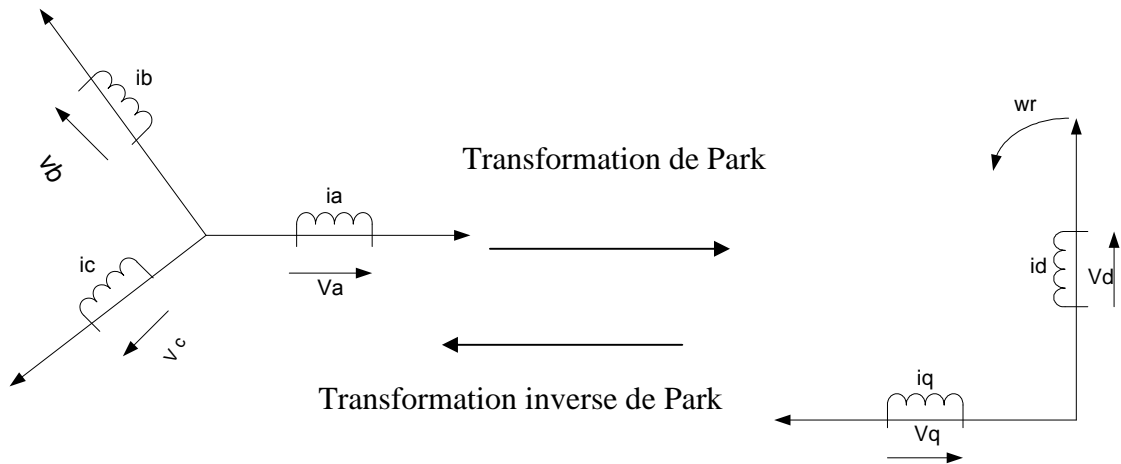 ib
vb
ic
Vc
ia
Va
Transformation de Park
Transformation inverse de Park
wr
id
Vd
iq
Vq